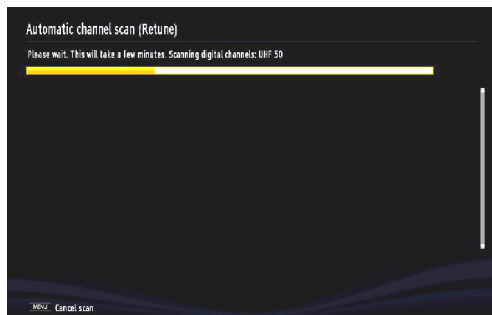 Automatic channel scan (Retune)
Please wait. This will take a few minutes. Scanning digital channels: UHF 50
MENU Cancel scan